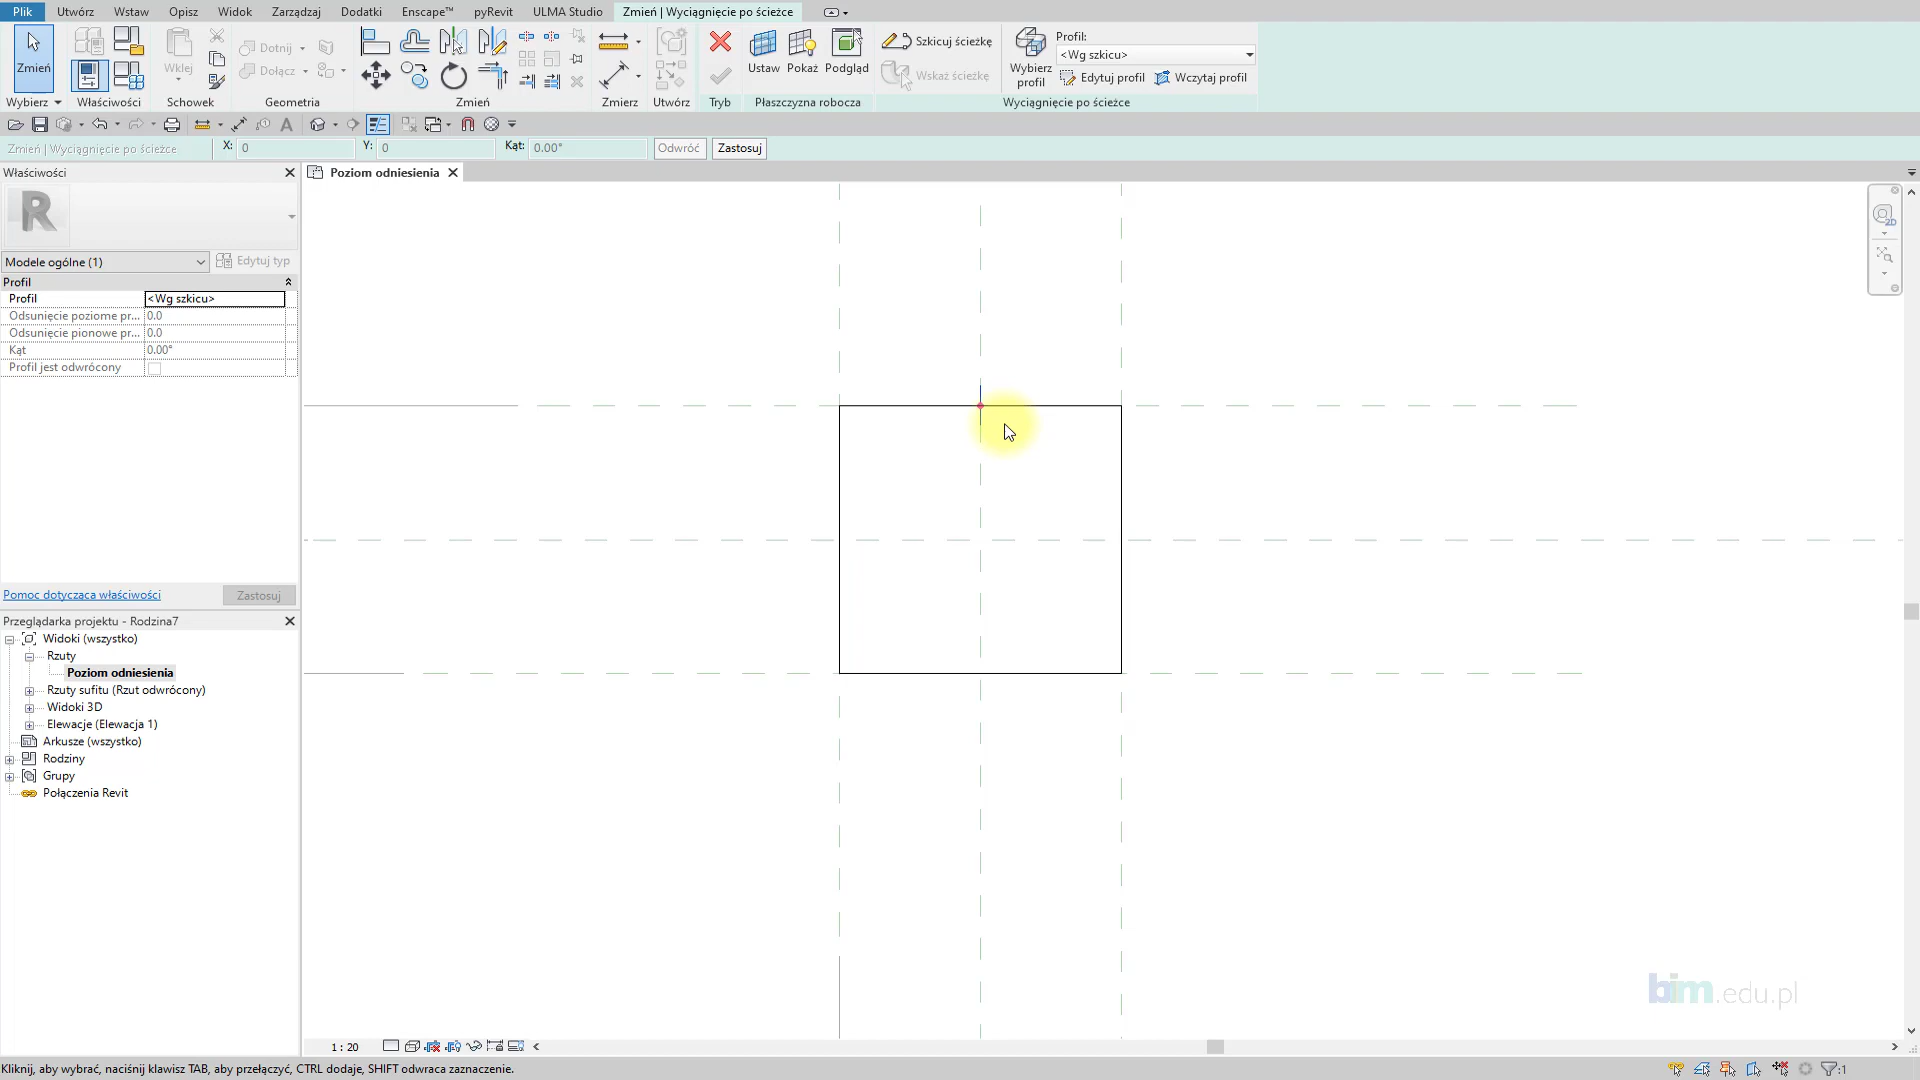 Plik Utwórz Wstaw Opisz Widok Zarządzaj Dodatki Enscape™ pyRevit ULMA Studio Zmień | Wyciągnięcie po ścieżce
Zmień
Wklej
Dotnij
Dołącz
Ustaw Pokaż Podgląd
Szkicuj ścieżkę
Wskaż ścieżkę
Wybierz
profil
Profil:
<Wg szkicu>
Edytuj profil Wczytaj profil
Wybierz Właściwości Schowek Geometria Zmień Zmierz Utwórz Tryb Płaszczyzna robocza Wyciągnięcie po ścieżce
Zmień | Wyciągnięcie po ścieżce X: 0 Y: 0 Kąt: 0.00° Odwróć Zastosuj
Właściwości
Poziom odniesienia
R
Modele ogólne (1) Edytuj typ
Profil
Profil <Wg szkicu>
Odsunięcie poziome pr... 0.0
Odsunięcie pionowe pr... 0.0
Kąt 0.00°
Profil jest odwrócony
Pomoc dotycząca właściwości Zastosuj
Przeglądarka projektu - Rodzina7
Widoki (wszystko)
Rzuty
Poziom odniesienia
Rzuty sufitu (Rzut odwrócony)
Widoki 3D
Elewacje (Elewacja 1)
Arkusze (wszystko)
Rodziny
Grupy
Połączenia Revit
2D
bim.edu.pl
1 : 20
Kliknij, aby wybrać, naciśnij klawisz TAB, aby przełączyć, CTRL dodaje, SHIFT odwraca zaznaczenie.
:1